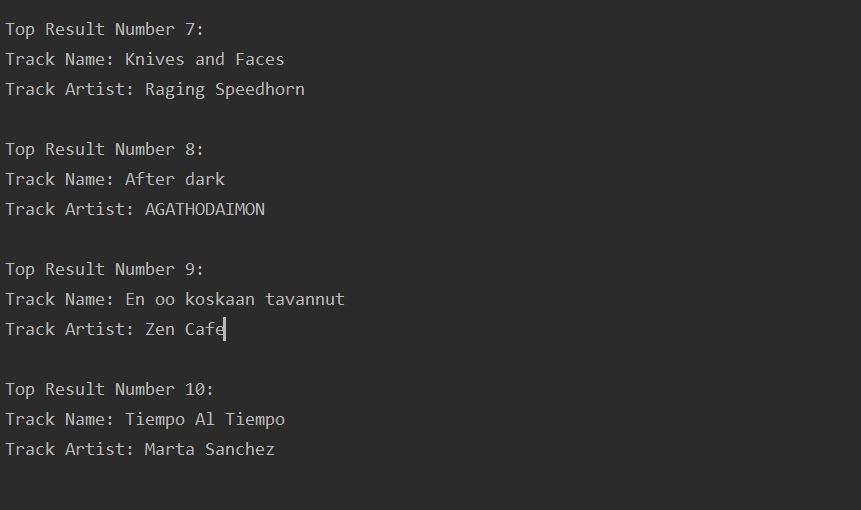 Top Result Number 7:
Track Name: Knives and Faces
Track Artist: Raging Speedhorn
Top Result Number 8:
Track Name: After dark
Track Artist: AGATHODAIMON
Top Result Number 9:
Track Name: En oo koskaan tavannut
Track Artist: Zen Cafe
Top Result Number 10:
Track Name: Tiempo Al Tiempo
Track Artist: Marta Sanchez